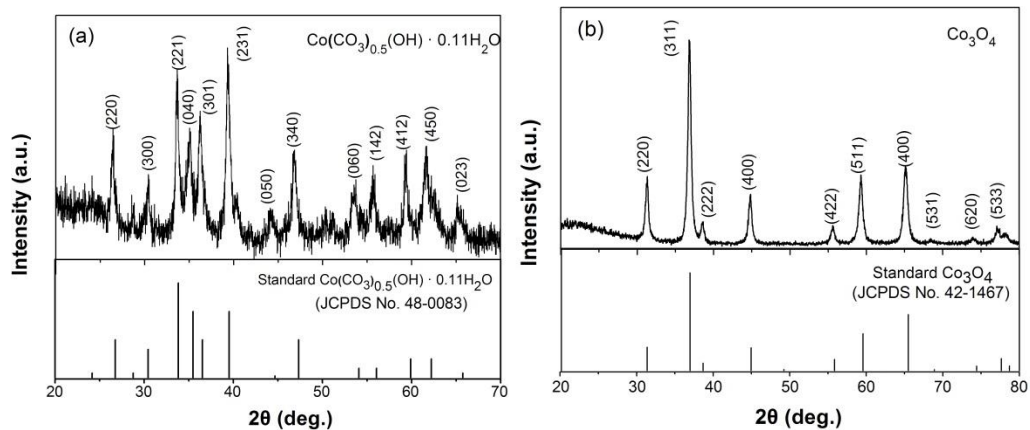 (a)
Co(CO₃)₀.₅(OH) · 0.11H₂O
(220)
(300)
(221)
(040)
(301)
(231)
(050)
(340)
(060)
(142)
(412)
(450)
(023)
Intensity (a.u.)
Standard Co(CO₃)₀.₅(OH) · 0.11H₂O
(JCPDS No. 48-0083)
20 30 40 50 60 70
2θ (deg.)
(b)
Co₃O₄
(220)
(311)
(222)
(400)
(422)
(511)
(400)
(531)
(620)
(533)
Intensity (a.u.)
Standard Co₃O₄
(JCPDS No. 42-1467)
20 30 40 50 60 70 80
2θ (deg.)